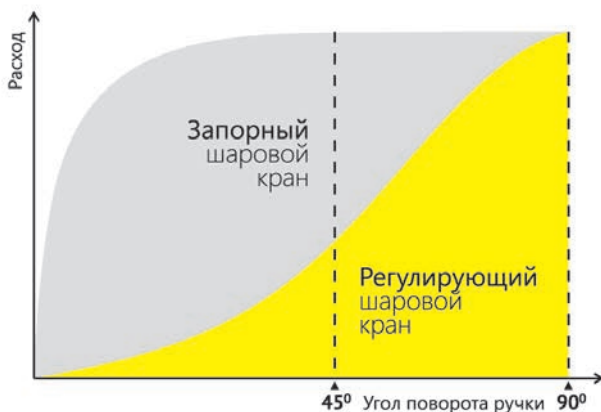 Расход
Запорный
шаровой
кран
Регулирующий
шаровой
кран
45⁰ Угол поворота ручки 90⁰